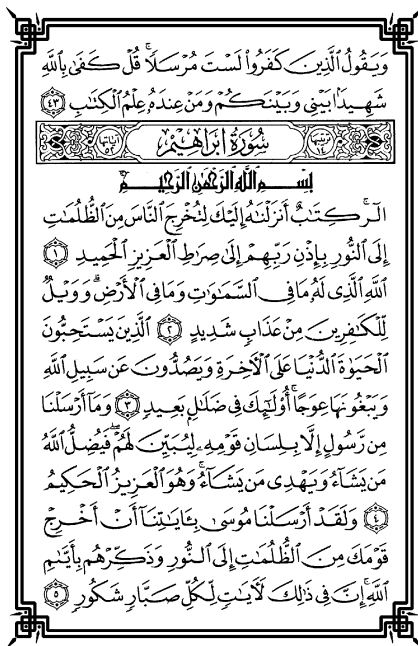 وَيَقُولُ ٱلَّذِينَ كَفَرُوا۟ لَسْتَ مُرْسَلًا ۚ قُلْ كَفَىٰ بِٱللَّهِ
شَهِيدًۢا بَيْنِى وَبَيْنَكُمْ وَمَنْ عِندَهُۥ عِلْمُ ٱلْكِتَٰبِ ٤٣
سُورَةُ إِبْرَاهِيمَ
بِسْمِ ٱللَّهِ ٱلرَّحْمَٰنِ ٱلرَّحِيمِ
الٓر ۚ كِتَٰبٌ أَنزَلْنَٰهُ إِلَيْكَ لِتُخْرِجَ ٱلنَّاسَ مِنَ ٱلظُّلُمَٰتِ
إِلَى ٱلنُّورِ بِإِذْنِ رَبِّهِمْ إِلَىٰ صِرَٰطِ ٱلْعَزِيزِ ٱلْحَمِيدِ ١
ٱللَّهِ ٱلَّذِى لَهُۥ مَا فِى ٱلسَّمَٰوَٰتِ وَمَا فِى ٱلْأَرْضِ ۗ وَوَيْلٌ
لِّلْكَٰفِرِينَ مِنْ عَذَابٍ شَدِيدٍ ٢ ٱلَّذِينَ يَسْتَحِبُّونَ
ٱلْحَيَوٰةَ ٱلدُّنْيَا عَلَى ٱلْءَاخِرَةِ وَيَصُدُّونَ عَن سَبِيلِ ٱللَّهِ
وَيَبْغُونَهَا عِوَجًا ۚ أُو۟لَٰٓئِكَ فِى ضَلَٰلٍۭ بَعِيدٍ ٣ وَمَآ أَرْسَلْنَا
مِن رَّسُولٍ إِلَّا بِلِسَانِ قَوْمِهِۦ لِيُبَيِّنَ لَهُمْ ۖ فَيُضِلُّ ٱللَّهُ
مَن يَشَآءُ وَيَهْدِى مَن يَشَآءُ ۚ وَهُوَ ٱلْعَزِيزُ ٱلْحَكِيمُ
٤ وَلَقَدْ أَرْسَلْنَا مُوسَىٰ بِـَٔايَٰتِنَآ أَنْ أَخْرِجْ
قَوْمَكَ مِنَ ٱلظُّلُمَٰتِ إِلَى ٱلنُّورِ وَذَكِّرْهُم بِأَيَّىٰمِ
ٱللَّهِ ۚ إِنَّ فِى ذَٰلِكَ لَءَايَٰتٍ لِّكُلِّ صَبَّارٍ شَكُورٍ ٥